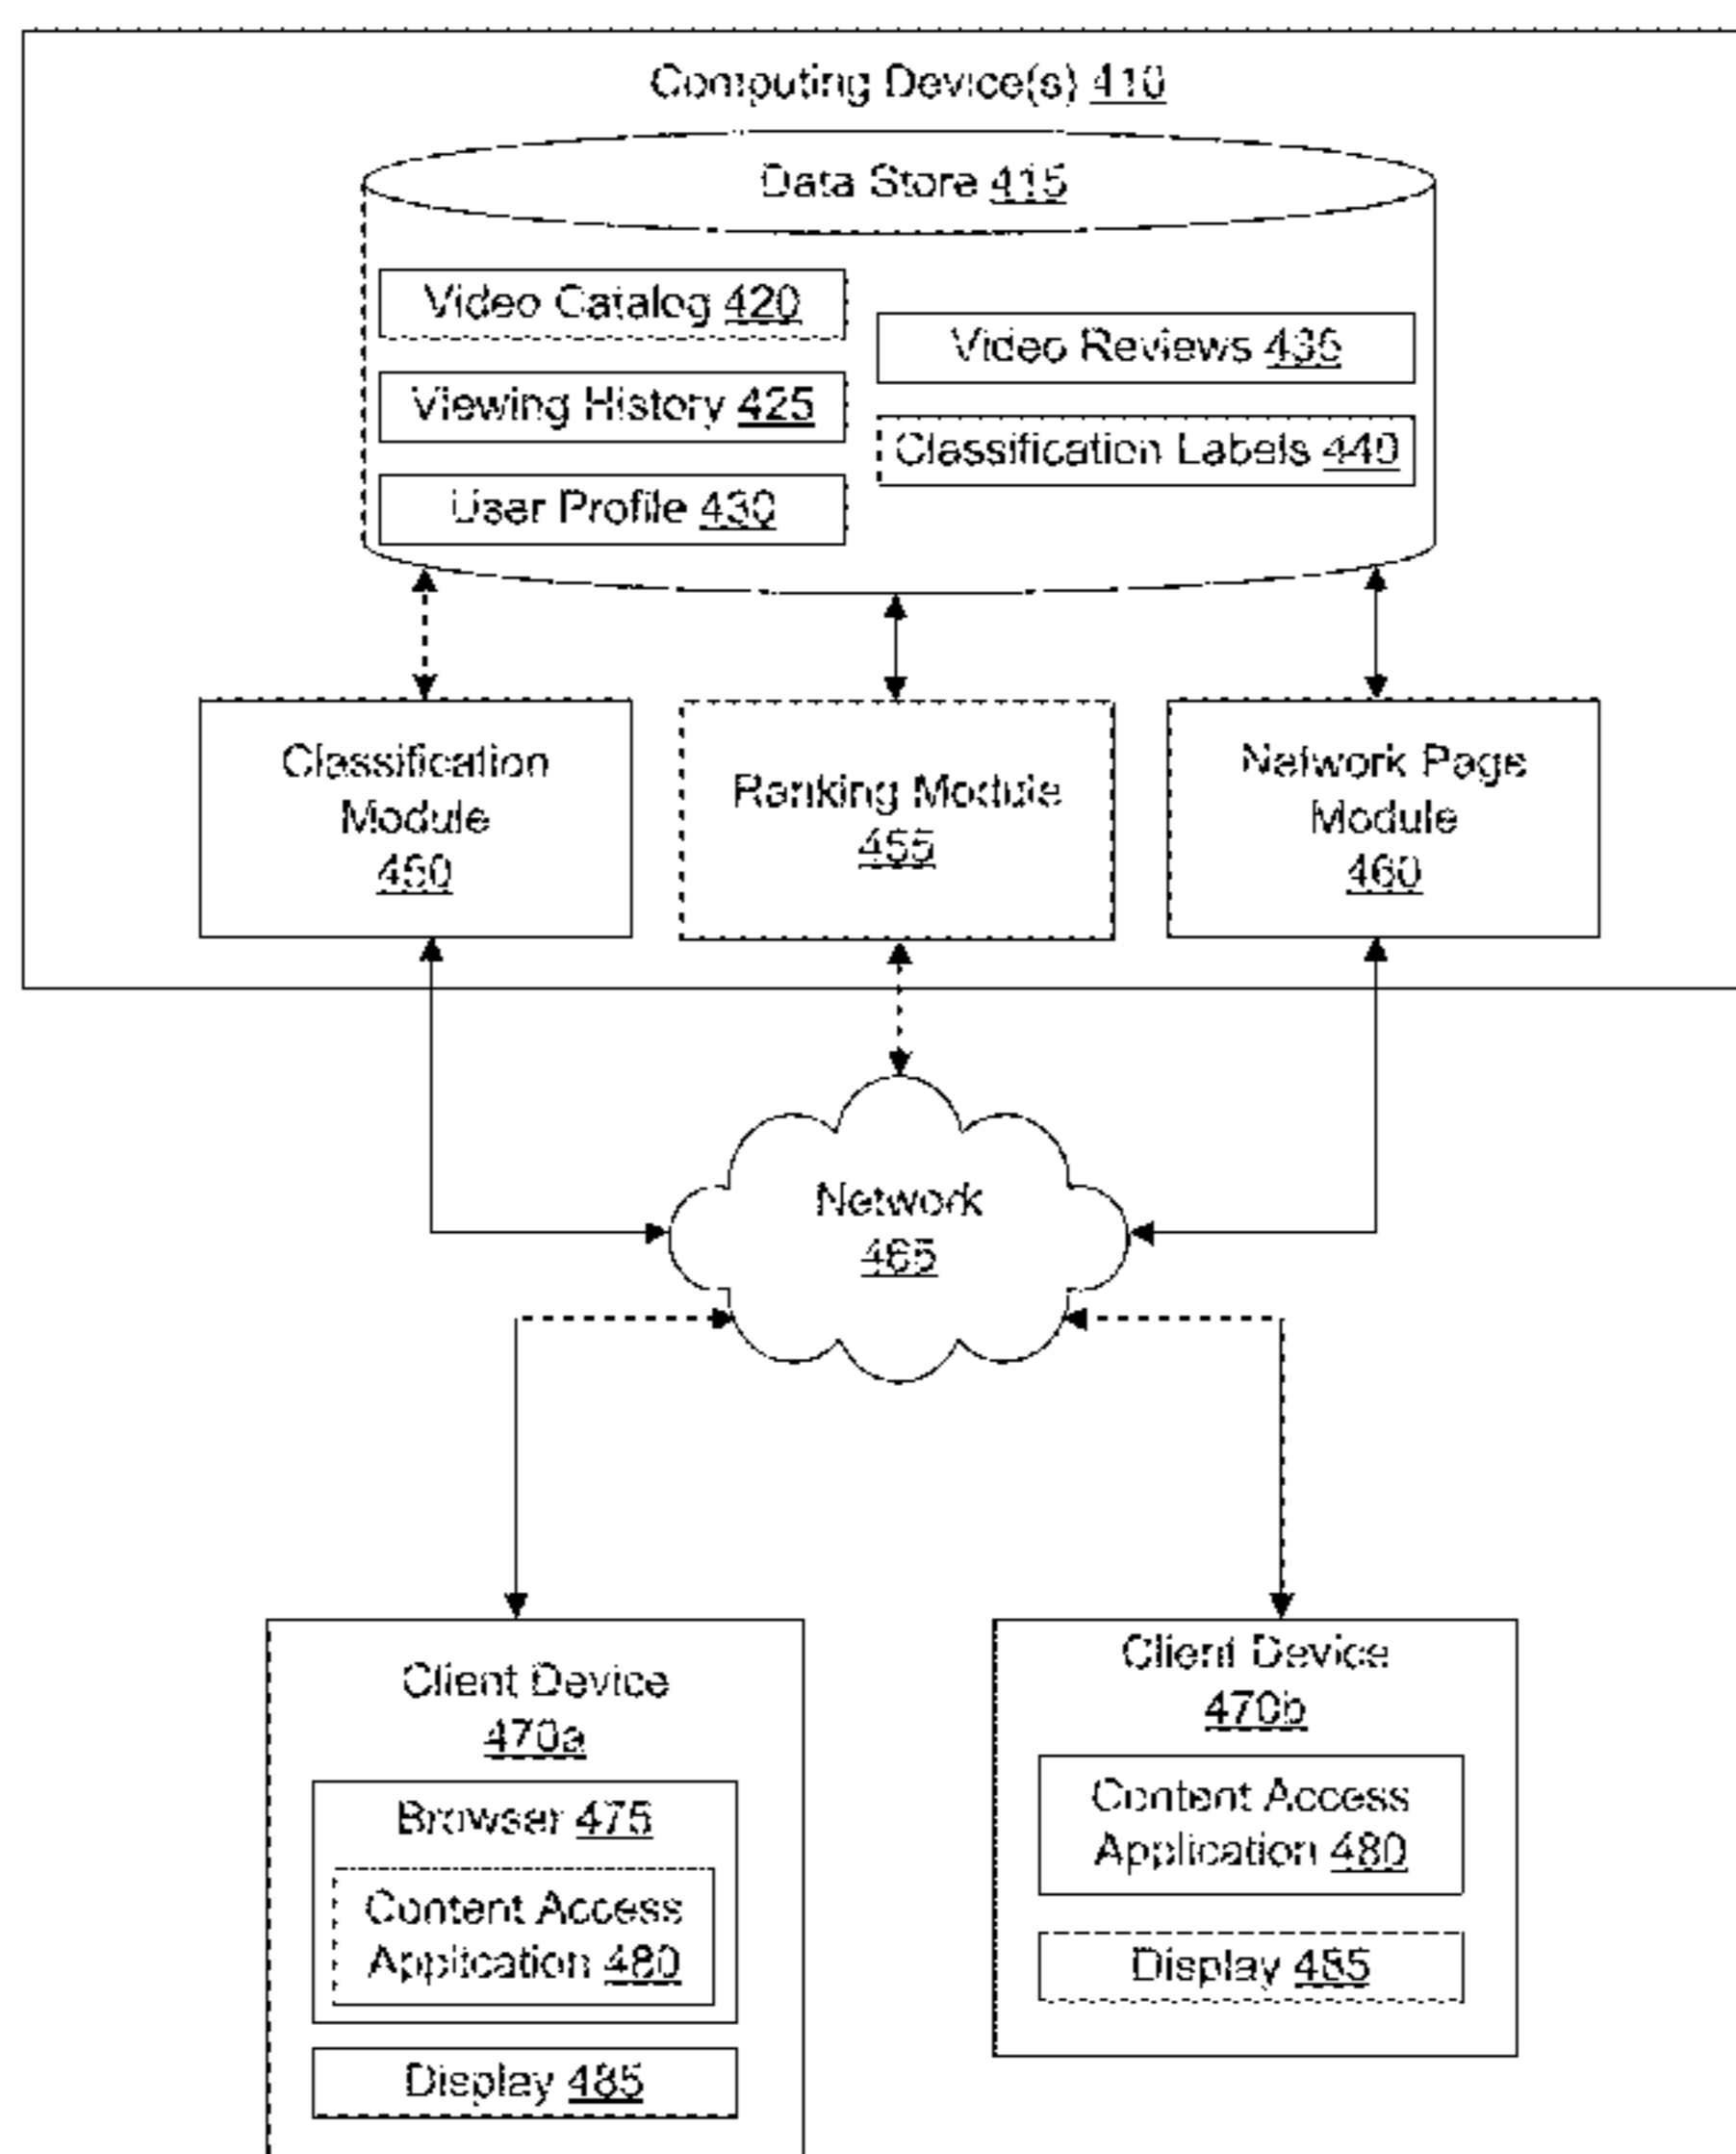 Computing Device(s) 410
Data Store 415
Video Catalog 420
Viewing History 425
User Profile 430
Video Reviews 435
Classification Labels 440
Classification
Module
450
Ranking Module
455
Network Page
Module
460
Network
465
Client Device
470a
Browser 475
Content Access
Application 480
Display 485
Client Device
470b
Content Access
Application 480
Display 485